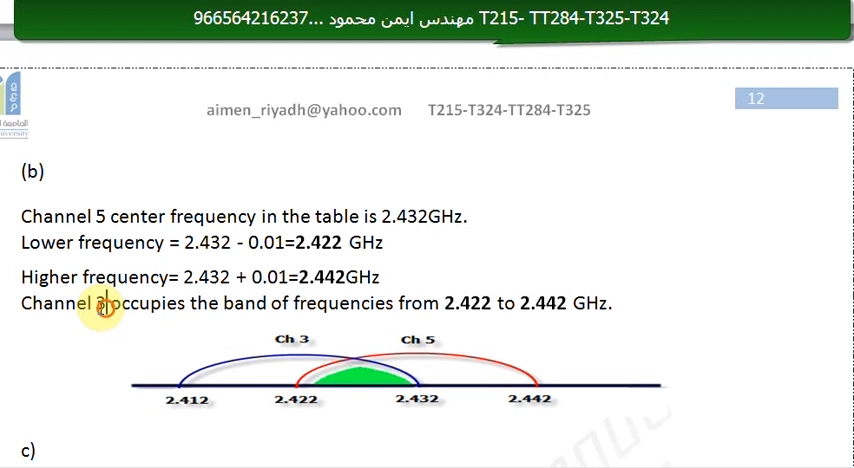 966564216237... مهندس ايمن محمود T215- TT284-T325-T324
aimen_riyadh@yahoo.com T215-T324-TT284-T325
12
(b)
Channel 5 center frequency in the table is 2.432GHz.
Lower frequency = 2.432 - 0.01=2.422 GHz
Higher frequency= 2.432 + 0.01=2.442GHz
Channel 3 occupies the band of frequencies from 2.422 to 2.442 GHz.
Ch 3 Ch 5
2.412 2.422 2.432 2.442
c)